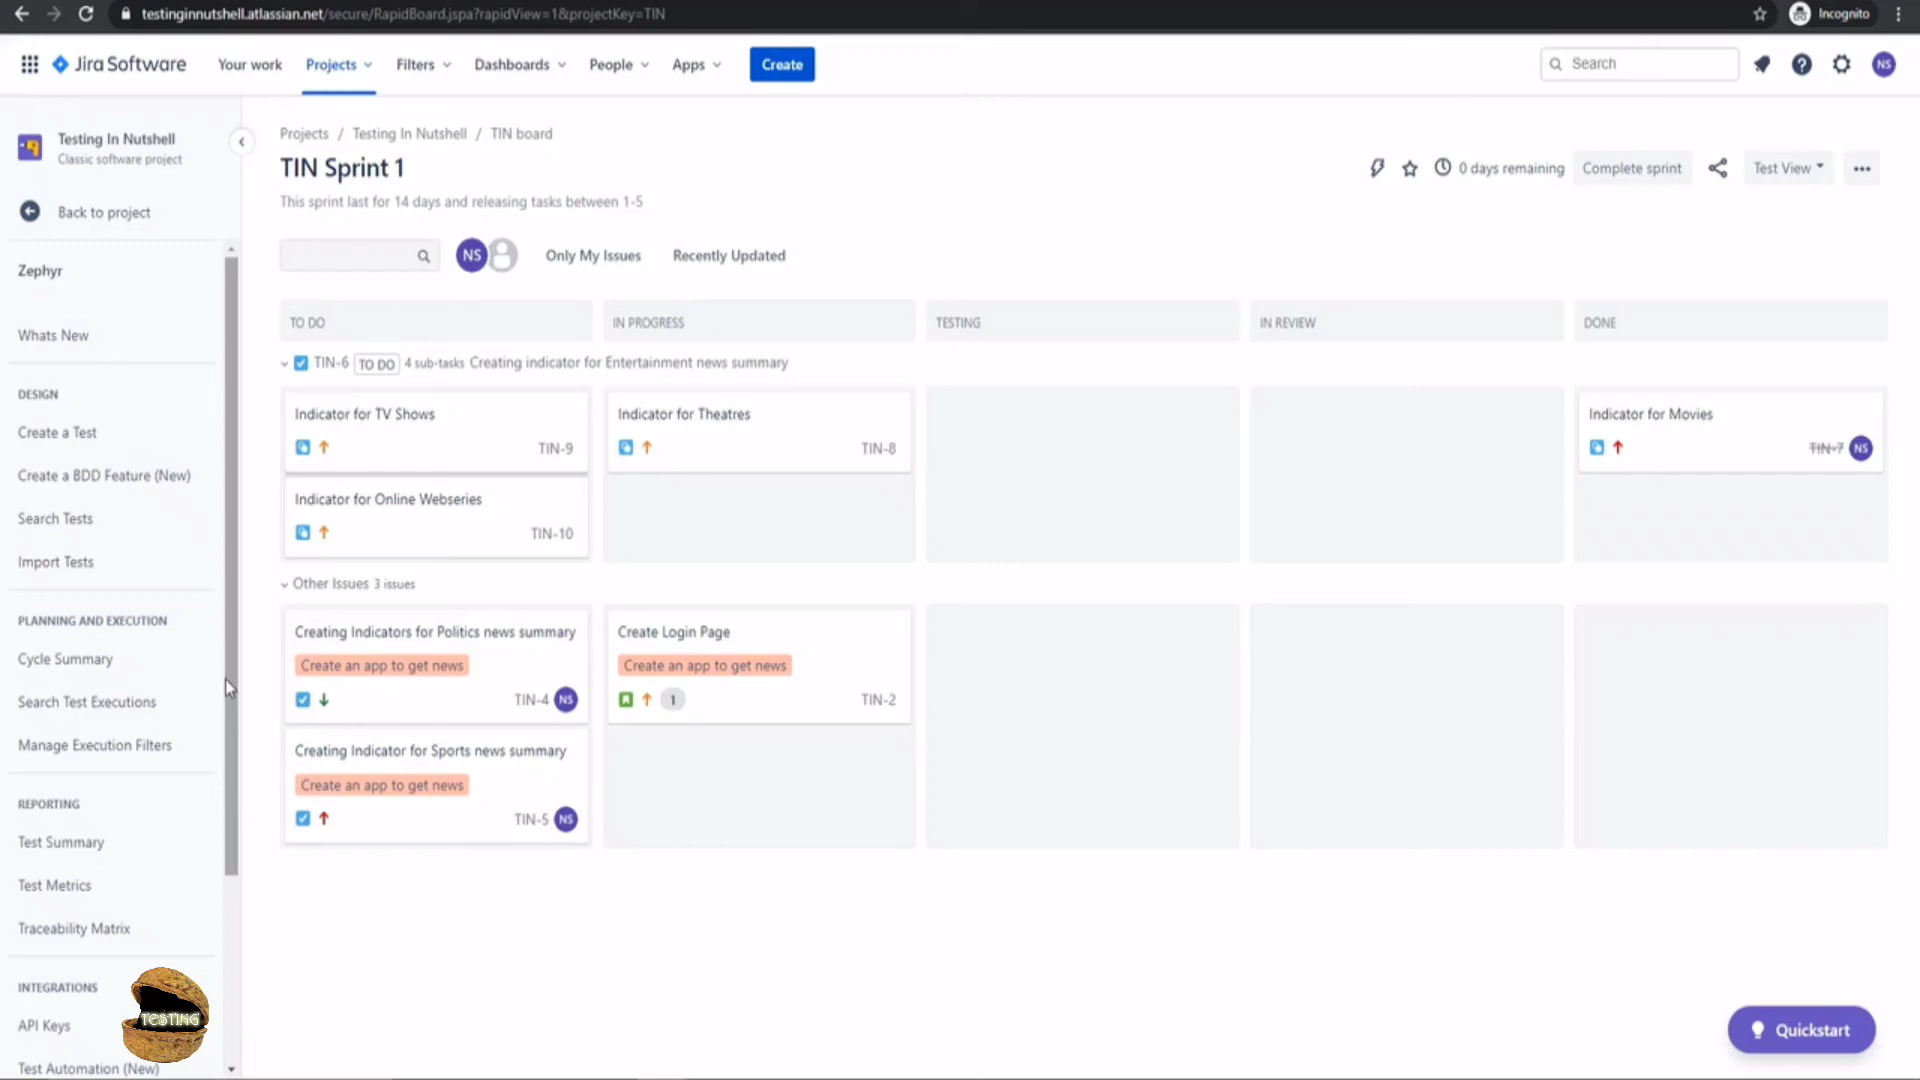 testinginnutshell.atlassian.net/secure/RapidBoard.jspa?rapidView=1&projectKey=TIN
Incognito
Jira Software
Your work
Projects
Filters
Dashboards
People
Apps
Create
Search
NS
Testing In Nutshell
Classic software project
Back to project
Zephyr
Whats New
DESIGN
Create a Test
Create a BDD Feature (New)
Search Tests
Import Tests
PLANNING AND EXECUTION
Cycle Summary
Search Test Executions
Manage Execution Filters
REPORTING
Test Summary
Test Metrics
Traceability Matrix
INTEGRATIONS
API Keys
Test Automation (New)
TESTING
Projects / Testing In Nutshell / TIN board
TIN Sprint 1
0 days remaining
Complete sprint
Test View
This sprint last for 14 days and releasing tasks between 1-5
NS
Only My Issues
Recently Updated
TO DO
IN PROGRESS
TESTING
IN REVIEW
DONE
TIN-6 TO DO 4 sub-tasks Creating indicator for Entertainment news summary
Indicator for TV Shows
TIN-9
Indicator for Online Webseries
TIN-10
Indicator for Theatres
TIN-8
Indicator for Movies
TIN-7 NS
Other Issues 3 issues
Creating Indicators for Politics news summary
Create an app to get news
TIN-4 NS
Creating Indicator for Sports news summary
Create an app to get news
TIN-5 NS
Create Login Page
Create an app to get news
1 TIN-2
Quickstart